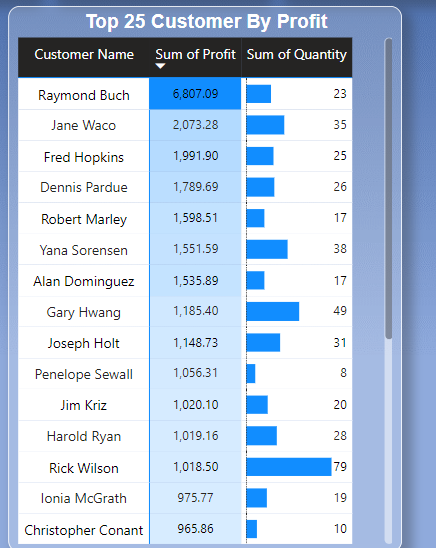 Top 25 Customer By Profit
Customer Name Sum of Profit Sum of Quantity
Raymond Buch 6,807.09 23
Jane Waco 2,073.28 35
Fred Hopkins 1,991.90 25
Dennis Pardue 1,789.69 26
Robert Marley 1,598.51 17
Yana Sorensen 1,551.59 38
Alan Dominguez 1,535.89 17
Gary Hwang 1,185.40 49
Joseph Holt 1,148.73 31
Penelope Sewall 1,056.31 8
Jim Kriz 1,020.10 20
Harold Ryan 1,019.16 28
Rick Wilson 1,018.50 79
Ionia McGrath 975.77 19
Christopher Conant 965.86 10